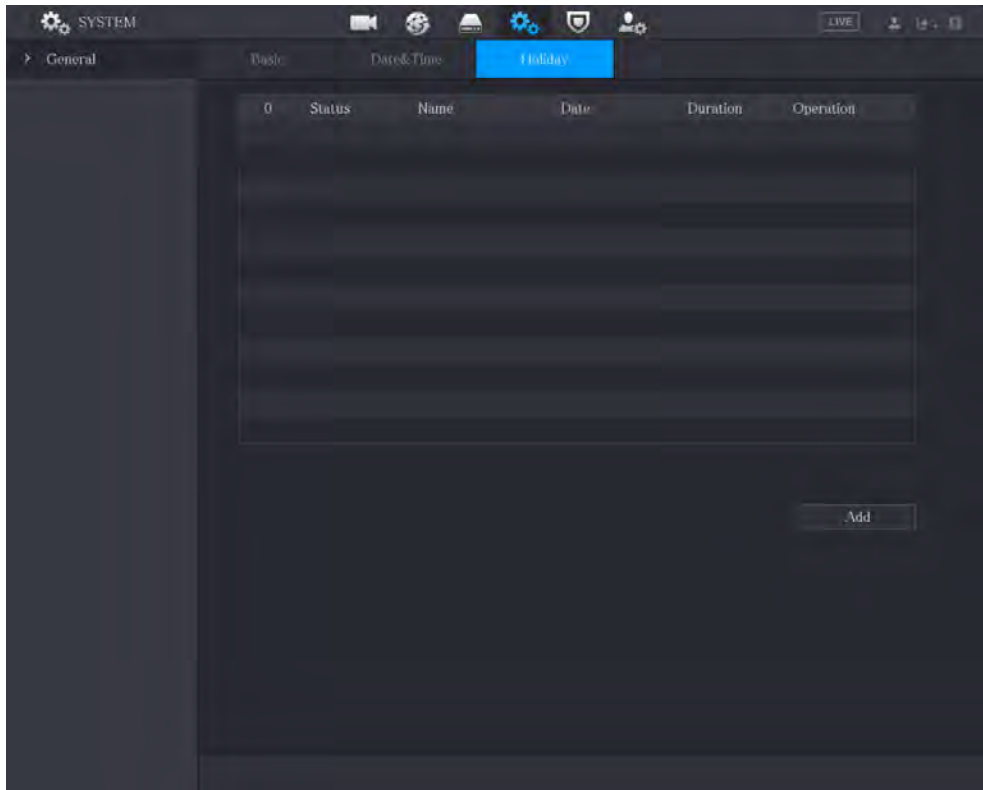 SYSTEM
LIVE
General
Basic
Date&Time
Holiday
0 Status Name Date Duration Operation
Add